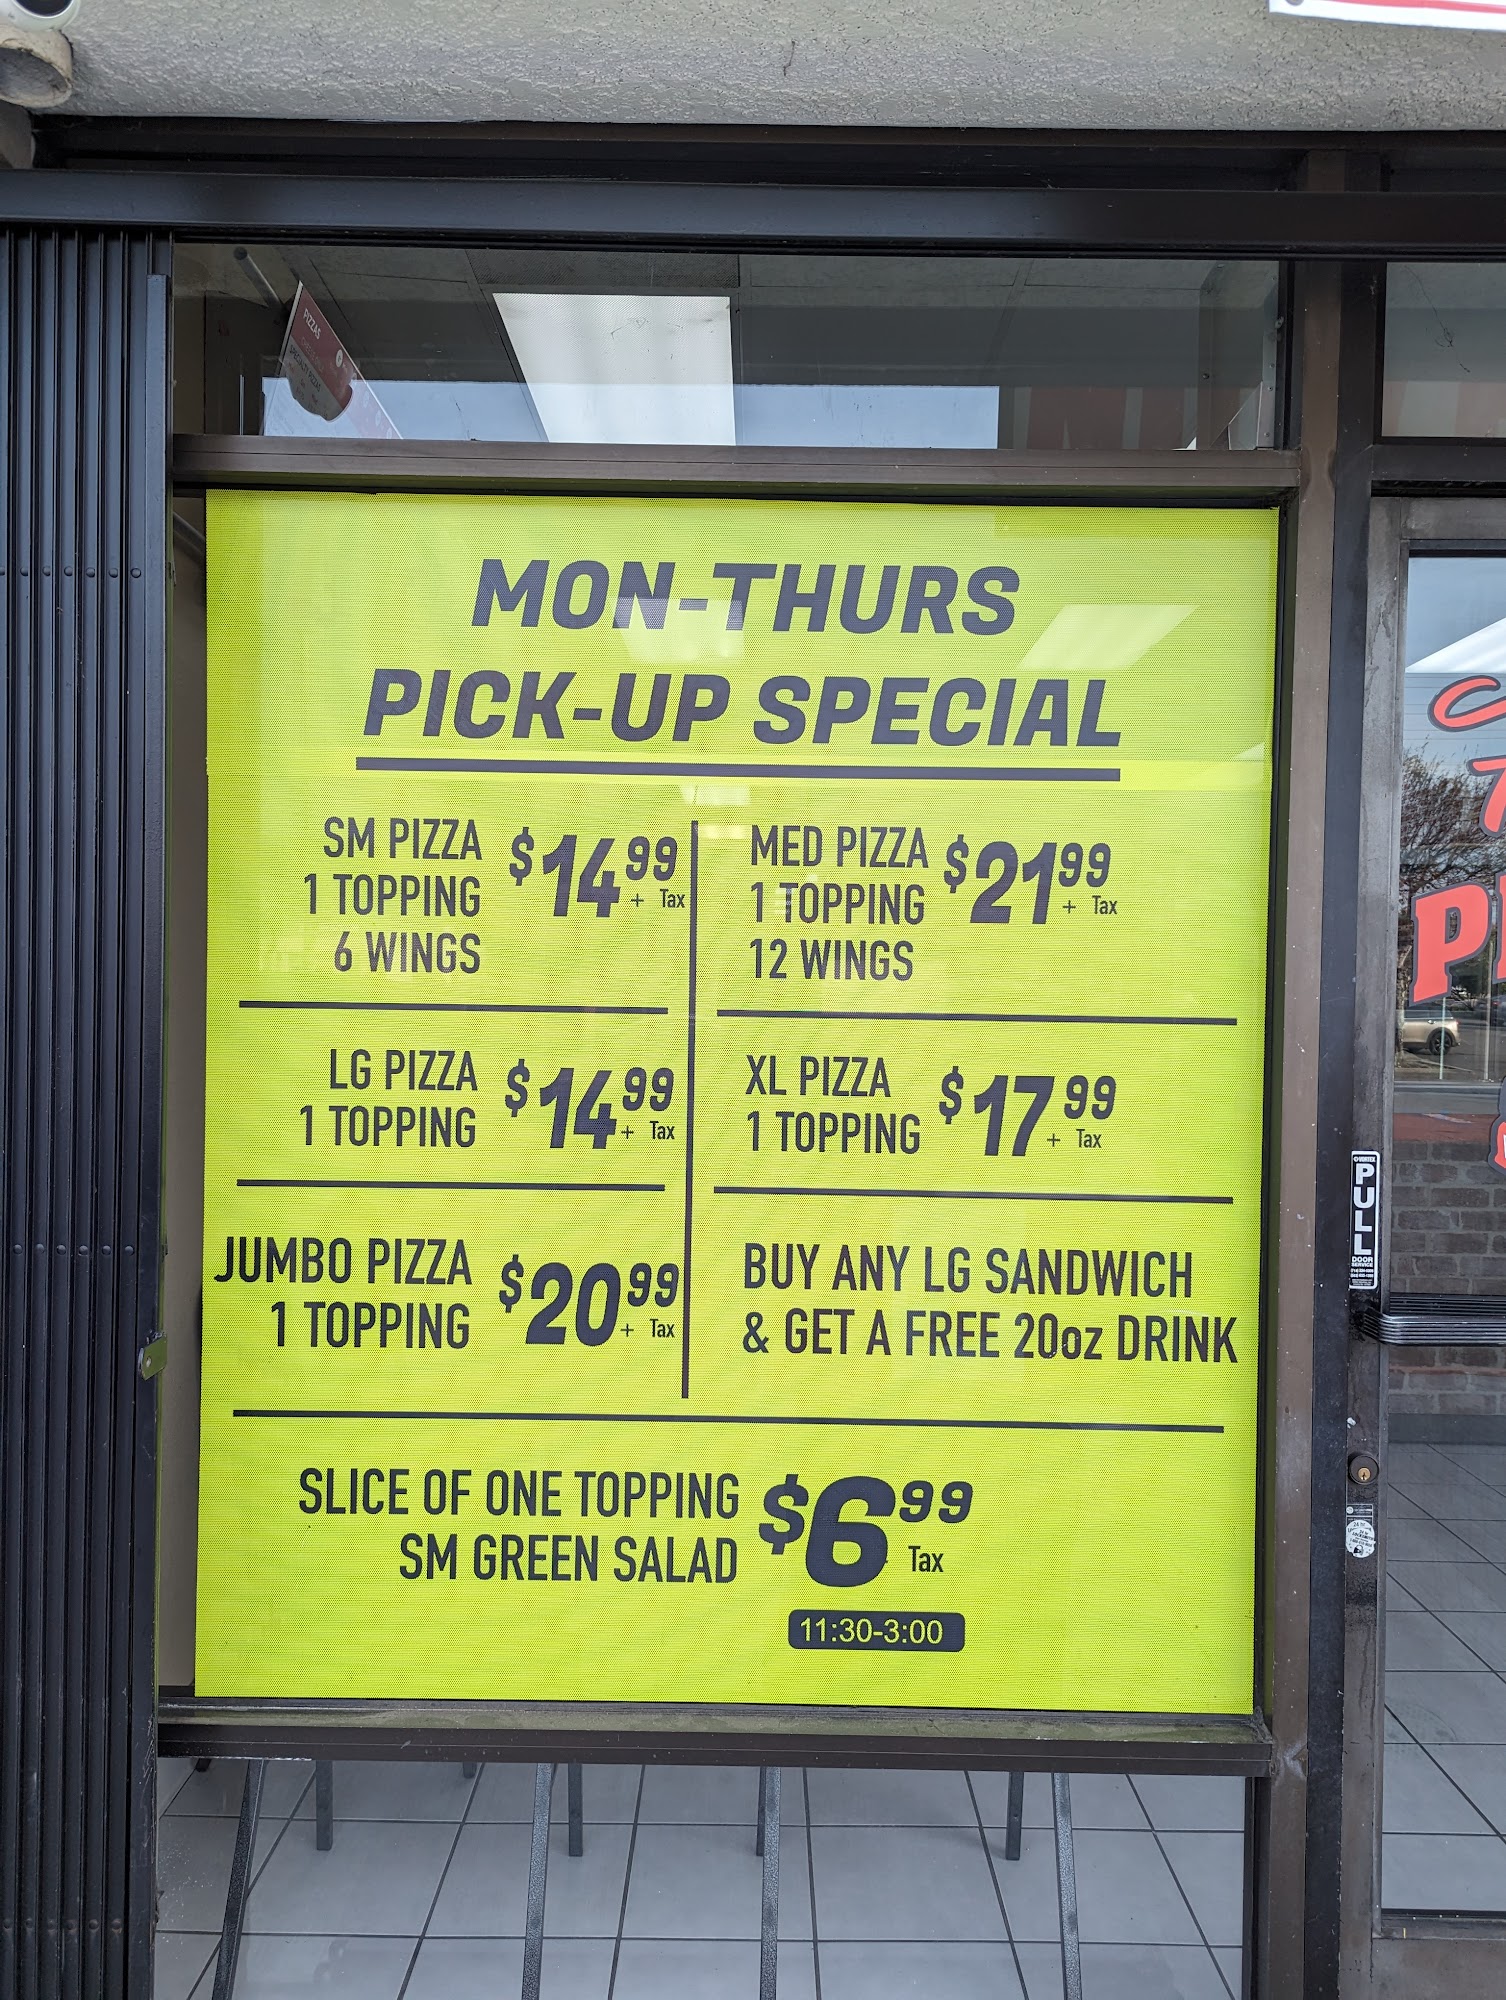 PIZZAS
MON-THURS
PICK-UP SPECIAL
SM PIZZA
1 TOPPING
6 WINGS
$14.99
+ Tax
MED PIZZA
1 TOPPING
12 WINGS
$21.99
+ Tax
LG PIZZA
1 TOPPING
$14.99
+ Tax
XL PIZZA
1 TOPPING
$17.99
+ Tax
JUMBO PIZZA
1 TOPPING
$20.99
+ Tax
BUY ANY LG SANDWICH
& GET A FREE 20oz DRINK
SLICE OF ONE TOPPING
SM GREEN SALAD
$6.99
Tax
11:30-3:00
PULL
DOOR
SERVICE